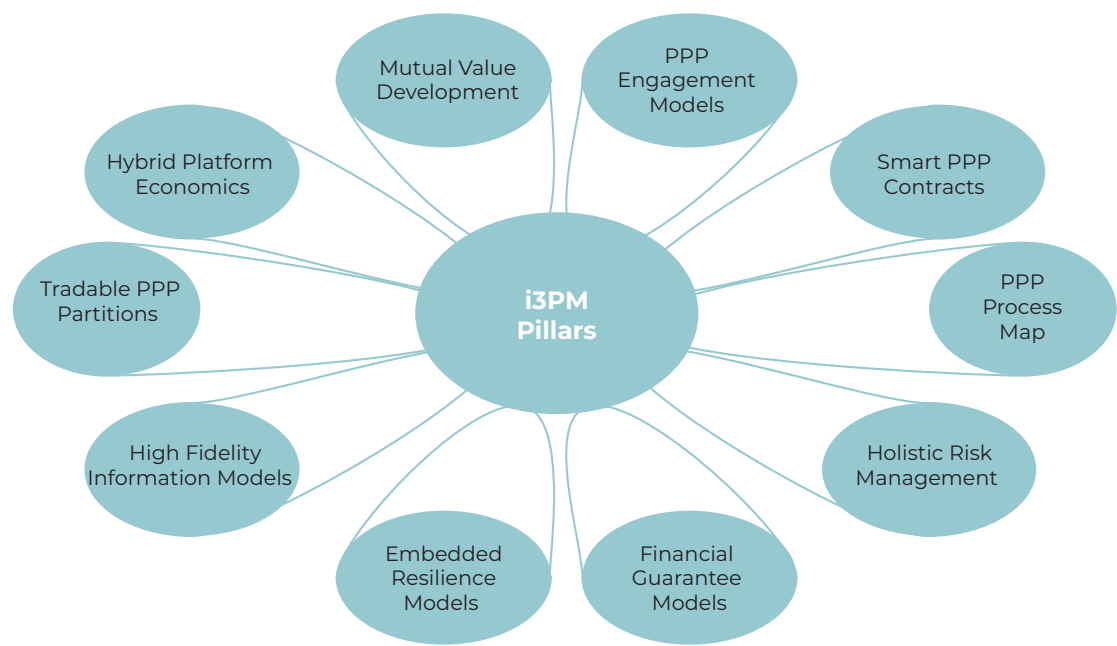 Mutual Value
Development
PPP
Engagement
Models
Hybrid Platform
Economics
Smart PPP
Contracts
Tradable PPP
Partitions
i3PM
Pillars
PPP
Process
Map
High Fidelity
Information Models
Holistic Risk
Management
Embedded
Resilience
Models
Financial
Guarantee
Models